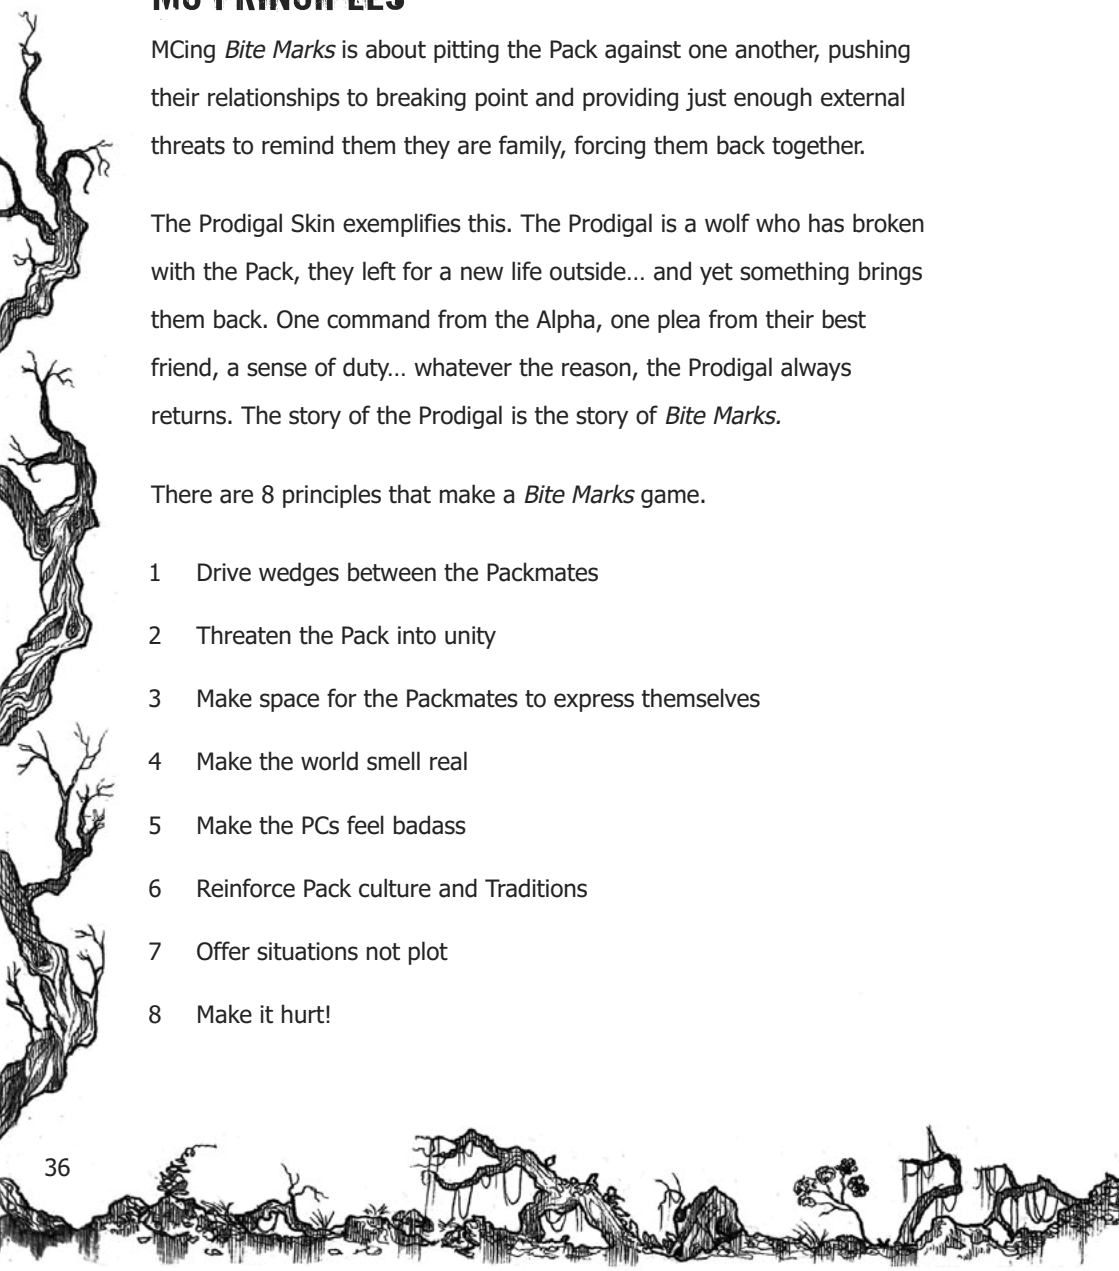 MC PRINCIPLES
MCing Bite Marks is about pitting the Pack against one another, pushing
their relationships to breaking point and providing just enough external
threats to remind them they are family, forcing them back together.
The Prodigal Skin exemplifies this. The Prodigal is a wolf who has broken
with the Pack, they left for a new life outside… and yet something brings
them back. One command from the Alpha, one plea from their best
friend, a sense of duty… whatever the reason, the Prodigal always
returns. The story of the Prodigal is the story of Bite Marks.
There are 8 principles that make a Bite Marks game.
1 Drive wedges between the Packmates
2 Threaten the Pack into unity
3 Make space for the Packmates to express themselves
4 Make the world smell real
5 Make the PCs feel badass
6 Reinforce Pack culture and Traditions
7 Offer situations not plot
8 Make it hurt!
36